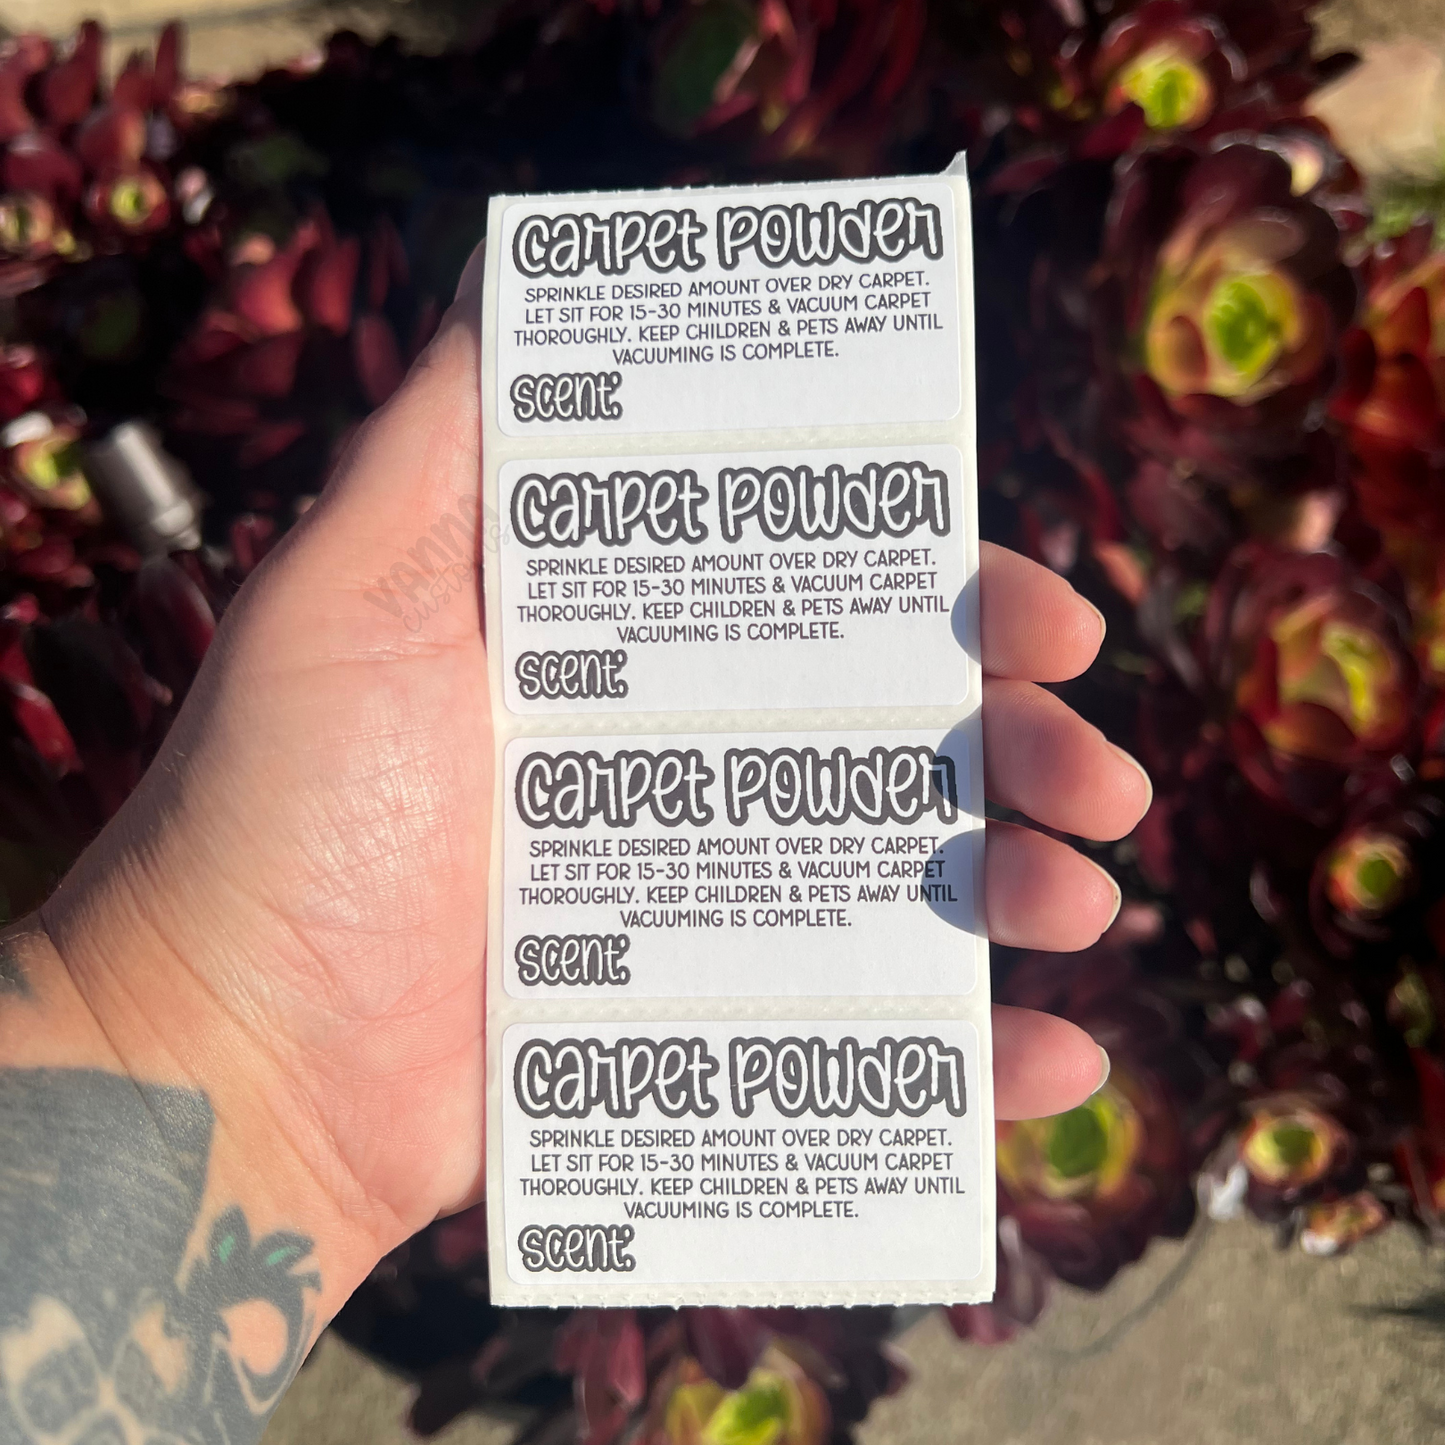 Carpet Powder
SPRINKLE DESIRED AMOUNT OVER DRY CARPET.
LET SIT FOR 15-30 MINUTES & VACUUM CARPET
THOROUGHLY. KEEP CHILDREN & PETS AWAY UNTIL
VACUUMING IS COMPLETE.
Scent:
Carpet Powder
SPRINKLE DESIRED AMOUNT OVER DRY CARPET.
LET SIT FOR 15-30 MINUTES & VACUUM CARPET
THOROUGHLY. KEEP CHILDREN & PETS AWAY UNTIL
VACUUMING IS COMPLETE.
Scent:
Vanna
Customs
Carpet Powder
SPRINKLE DESIRED AMOUNT OVER DRY CARPET.
LET SIT FOR 15-30 MINUTES & VACUUM CARPET
THOROUGHLY. KEEP CHILDREN & PETS AWAY UNTIL
VACUUMING IS COMPLETE.
Scent:
Carpet Powder
SPRINKLE DESIRED AMOUNT OVER DRY CARPET.
LET SIT FOR 15-30 MINUTES & VACUUM CARPET
THOROUGHLY. KEEP CHILDREN & PETS AWAY UNTIL
VACUUMING IS COMPLETE.
Scent: